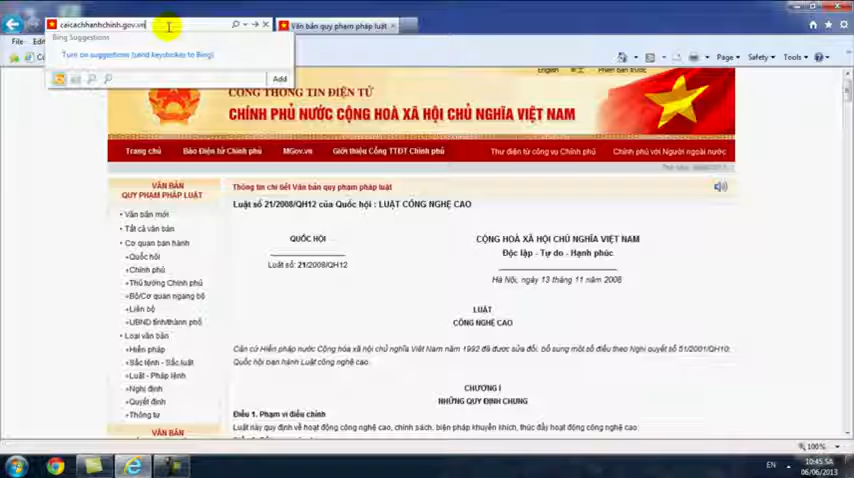 caicachhanhchinh.gov.vn
Văn bản quy phạm pháp luật
Bing Suggestions
Turn on suggestions (send keystrokes to Bing)
Add
File
Page
Safety
Tools
English
CỔNG THÔNG TIN ĐIỆN TỬ
CHÍNH PHỦ NƯỚC CỘNG HOÀ XÃ HỘI CHỦ NGHĨA VIỆT NAM
Trang chủ Báo Điện tử Chính phủ MGov.vn Giới thiệu Cổng TTĐT Chính phủ Thư điện tử công vụ Chính phủ Chính phủ với Người nước ngoài
VĂN BẢN
QUY PHẠM PHÁP LUẬT
Văn bản mới
Tất cả văn bản
Cơ quan ban hành
+Quốc hội
+Chính phủ
+Thủ tướng Chính phủ
+Bộ/Cơ quan ngang bộ
+Liên bộ
+UBND tỉnh/thành phố
Loại văn bản
+Hiến pháp
+Sắc lệnh - Sắc luật
+Luật - Pháp lệnh
+Nghị định
+Quyết định
+Thông tư
VĂN BẢN
Thông tin chi tiết Văn bản quy phạm pháp luật
Luật số 21/2008/QH12 của Quốc hội : LUẬT CÔNG NGHỆ CAO
QUỐC HỘI
Luật số: 21/2008/QH12
CỘNG HOÀ XÃ HỘI CHỦ NGHĨA VIỆT NAM
Độc lập - Tự do - Hạnh phúc
Hà Nội, ngày 13 tháng 11 năm 2008
LUẬT
CÔNG NGHỆ CAO
Căn cứ Hiến pháp nước Cộng hòa xã hội chủ nghĩa Việt Nam năm 1992 đã được sửa đổi, bổ sung một số điều theo Nghị quyết số 51/2001/QH10;
Quốc hội ban hành Luật công nghệ cao.
CHƯƠNG I
NHỮNG QUY ĐỊNH CHUNG
Điều 1. Phạm vi điều chỉnh
Luật này quy định về hoạt động công nghệ cao, chính sách, biện pháp khuyến khích, thúc đẩy hoạt động công nghệ cao.
100%
EN
10:45 SA
06/06/2013